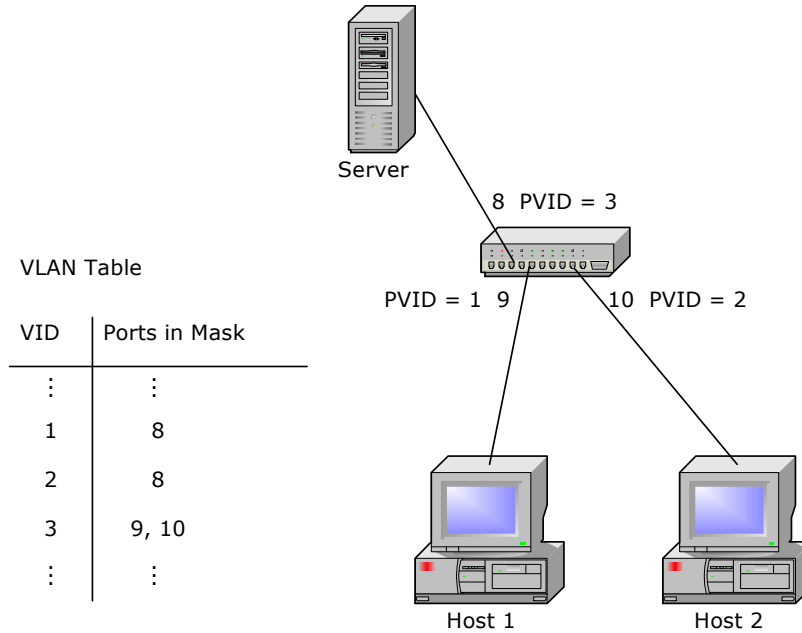 Server
8 PVID = 3
VLAN Table
PVID = 1 9
10 PVID = 2
VID Ports in Mask
⋮ ⋮
1 8
2 8
3 9, 10
⋮ ⋮
Host 1
Host 2